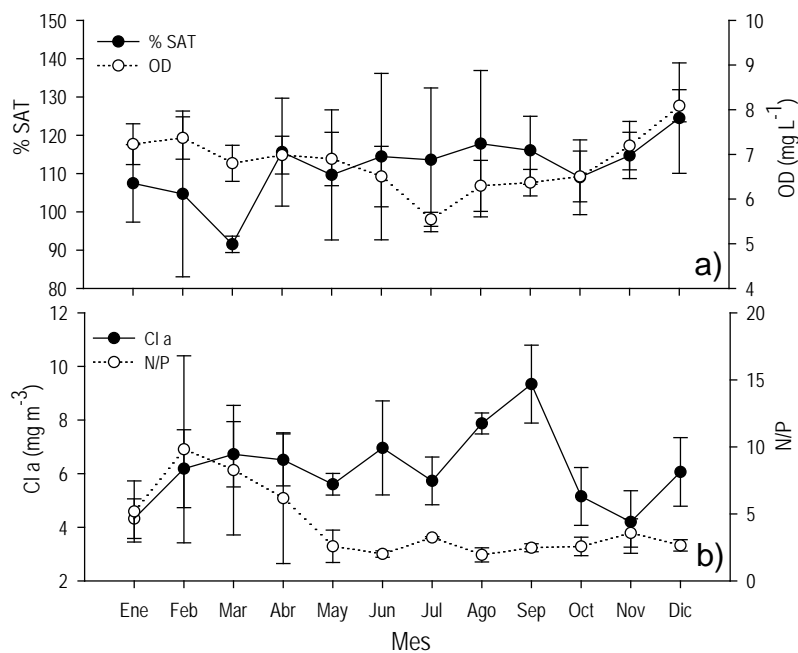 150
140
130
120
110
100
90
80
% SAT
% SAT
OD
10
9
8
7
6
5
4
OD (mg L-1)
a)
12
10
8
6
4
2
Cl a (mg m-3)
Cl a
N/P
20
15
10
5
0
N/P
b)
Ene Feb Mar Abr May Jun Jul Ago Sep Oct Nov Dic
Mes